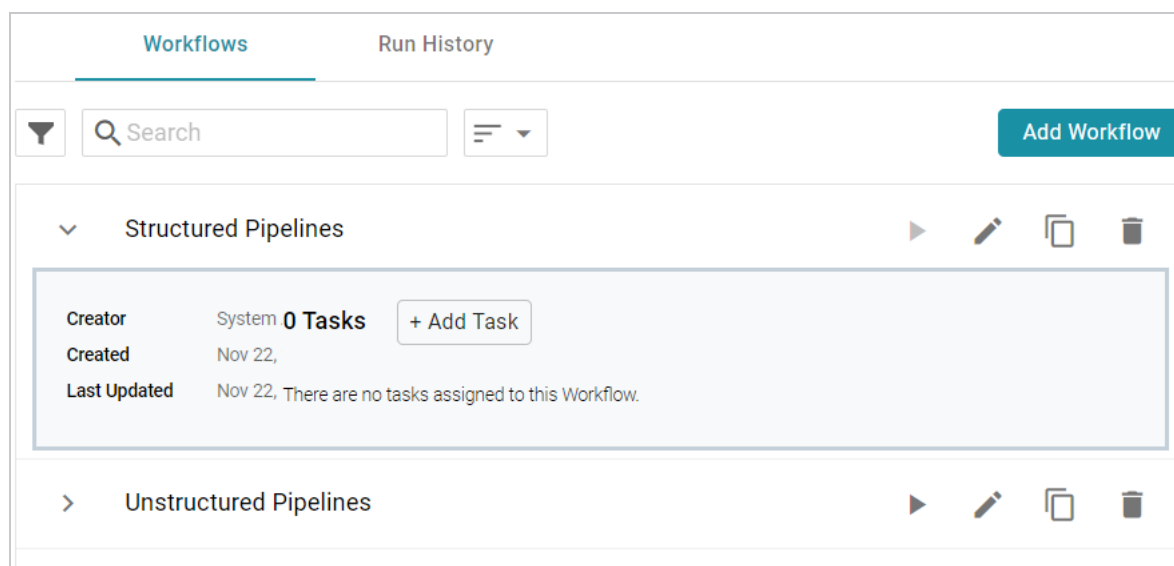 Workflows Run History
Search
Add Workflow
Structured Pipelines
Creator System 0 Tasks + Add Task
Created Nov 22,
Last Updated Nov 22, There are no tasks assigned to this Workflow.
Unstructured Pipelines